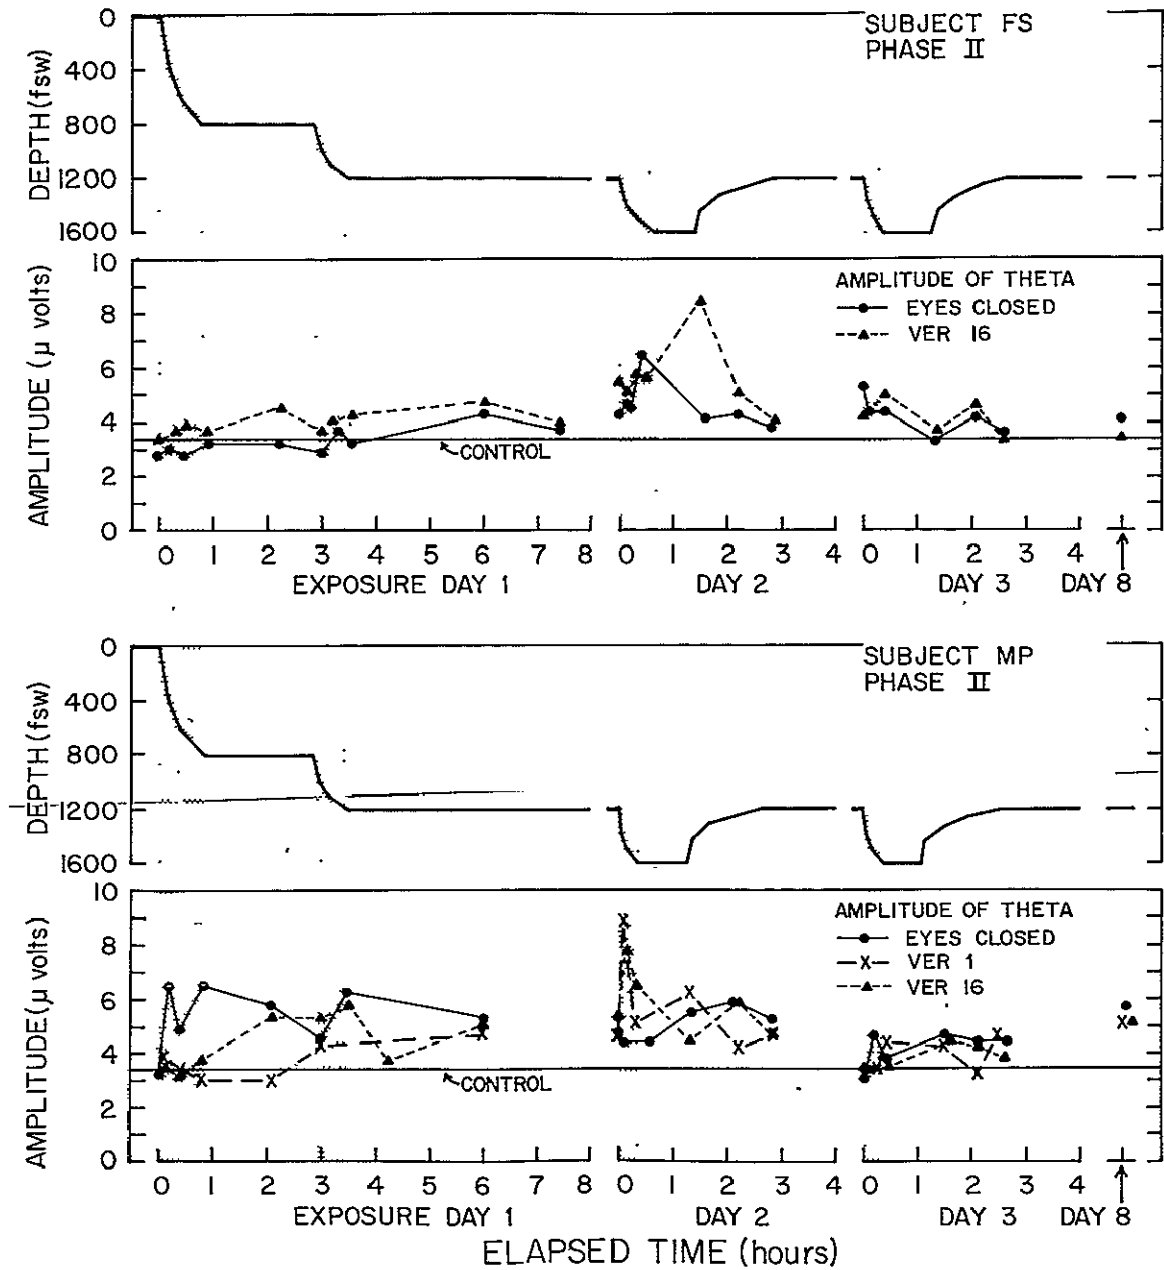 SUBJECT FS
PHASE II
DEPTH (fsw)
0
400
800
1200
1600
AMPLITUDE (μ volts)
10
8
6
4
2
0
AMPLITUDE OF THETA
EYES CLOSED
VER 16
CONTROL
0 1 2 3 4 5 6 7 8 0 1 2 3 4 0 1 2 3 4
EXPOSURE DAY 1 DAY 2 DAY 3 DAY 8
SUBJECT MP
PHASE II
DEPTH (fsw)
0
400
800
1200
1600
AMPLITUDE (μ volts)
10
8
6
4
2
0
AMPLITUDE OF THETA
EYES CLOSED
VER 1
VER 16
CONTROL
0 1 2 3 4 5 6 7 8 0 1 2 3 4 0 1 2 3 4
EXPOSURE DAY 1 DAY 2 DAY 3 DAY 8
ELAPSED TIME (hours)